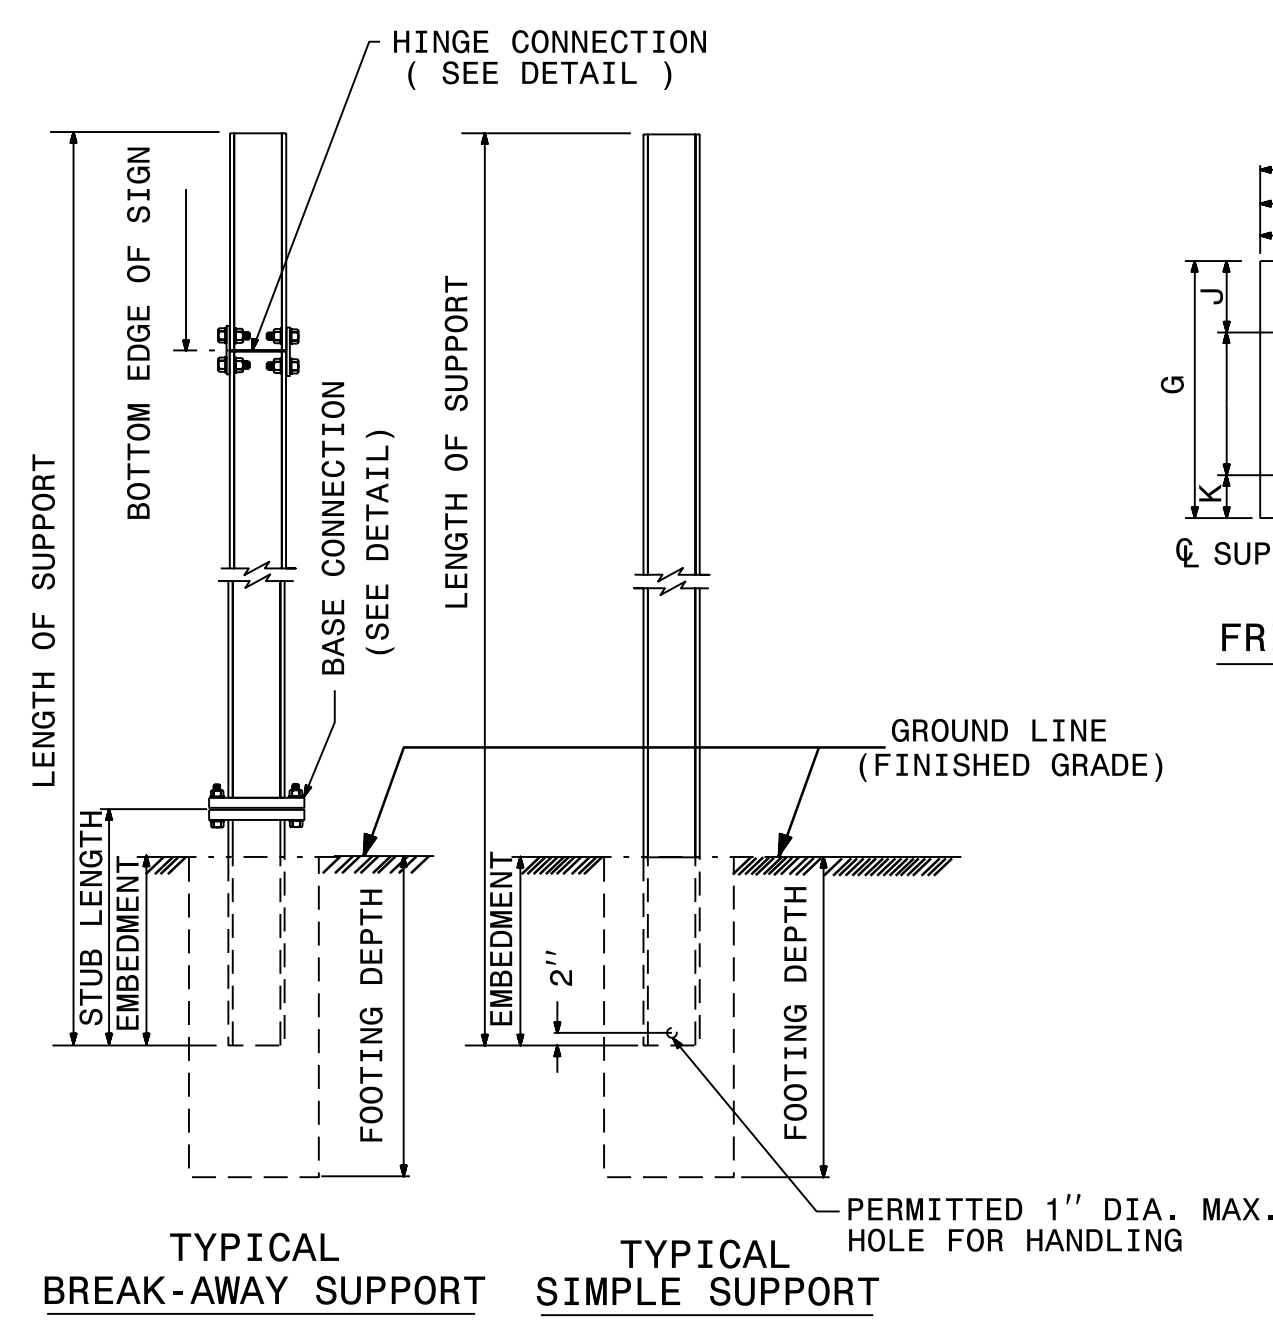 HINGE CONNECTION
( SEE DETAIL )
BOTTOM EDGE OF SIGN
LENGTH OF SUPPORT
BASE CONNECTION
(SEE DETAIL)
STUB LENGTH
EMBEDMENT
FOOTING DEPTH
TYPICAL
BREAK-AWAY SUPPORT
LENGTH OF SUPPORT
GROUND LINE
(FINISHED GRADE)
EMBEDMENT
2"
FOOTING DEPTH
PERMITTED 1" DIA. MAX.
HOLE FOR HANDLING
TYPICAL
SIMPLE SUPPORT
J
G
K
℄ SUP
FR